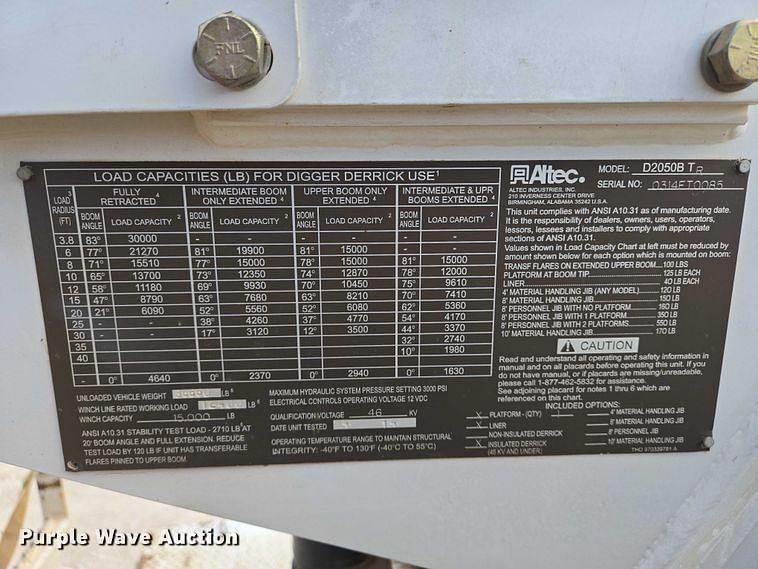 FNL
LOAD CAPACITIES (LB) FOR DIGGER DERRICK USE¹
³ LOAD RADIUS (FT) | FULLY RETRACTED ⁴ | INTERMEDIATE BOOM ONLY EXTENDED ⁴ | UPPER BOOM ONLY EXTENDED ⁴ | INTERMEDIATE & UPR BOOMS EXTENDED ⁴
BOOM ANGLE | LOAD CAPACITY ² | BOOM ANGLE | LOAD CAPACITY ² | BOOM ANGLE | LOAD CAPACITY ² | BOOM ANGLE | LOAD CAPACITY ²
3.8 83° 30000 - - - - - -
6 77° 21270 81° 19900 81° 15000 - -
8 71° 15510 77° 15000 78° 15000 81° 15000
10 65° 13700 73° 12350 74° 12870 78° 12000
12 58° 11180 69° 9930 70° 10450 75° 9610
15 47° 8790 63° 7680 63° 8210 70° 7410
20 21° 6090 52° 5560 52° 6080 62° 5360
25 - - 38° 4260 40° 4770 54° 4170
30 - - 17° 3120 12° 3500 44° 3370
35 32° 2740
40 10° 1980
- 0° 4640 0° 2370 0° 2940 0° 1630
UNLOADED VEHICLE WEIGHT LB ⁶
WINCH LINE RATED WORKING LOAD LB ⁶
WINCH CAPACITY 15,000 LB
ANSI A10.31 STABILITY TEST LOAD - 2710 LB ⁵ AT
20' BOOM ANGLE AND FULL EXTENSION, REDUCE
TEST LOAD BY 120 LB IF UNIT HAS TRANSFERABLE
FLARES PINNED TO UPPER BOOM.
MAXIMUM HYDRAULIC SYSTEM PRESSURE SETTING 3000 PSI
ELECTRICAL CONTROLS OPERATING VOLTAGE 12 VDC
QUALIFICATION VOLTAGE 46 KV
DATE UNIT TESTED
OPERATING TEMPERATURE RANGE TO MAINTAIN STRUCTURAL
INTEGRITY: -40°F TO 130°F (-40°C TO 55°C)
Altec.
ALTEC INDUSTRIES, INC.
210 INVERNESS CENTER DRIVE
BIRMINGHAM, ALABAMA 35242 U.S.A.
MODEL: D2050B TR
SERIAL NO: 0314FT0085
This unit complies with ANSI A10.31 as of manufacturing date.
It is the responsibility of dealers, owners, users, operators,
lessors, lessees and installers to comply with appropriate
sections of ANSI A10.31.
Values shown in Load Capacity Chart at left must be reduced by
amount shown below for each option which is mounted on boom:
TRANSF FLARES ON EXTENDED UPPER BOOM 100 LBS
PLATFORM AT BOOM TIP 125 LB EACH
LINER 40 LB EACH
4' MATERIAL HANDLING JIB (ANY MODEL) 120 LB
8' MATERIAL HANDLING JIB 150 LB
8' PERSONNEL JIB WITH NO PLATFORM 160 LB
8' PERSONNEL JIB WITH 1 PLATFORM 350 LB
8' PERSONNEL JIB WITH 2 PLATFORMS 550 LB
10' MATERIAL HANDLING JIB 170 LB
CAUTION
Read and understand all operating and safety information in
manual and on all placards before operating this unit. If you
do not have manual, or if placards are missing/unreadable,
please call 1-877-462-5832 for assistance.
See placard adjoining for notes 1 thru 6 which are
referenced on this chart.
INCLUDED OPTIONS:
X PLATFORM - (QTY)
X LINER
NON-INSULATED DERRICK
X INSULATED DERRICK
(46 KV AND UNDER)
4' MATERIAL HANDLING JIB
8' MATERIAL HANDLING JIB
8' PERSONNEL JIB
10' MATERIAL HANDLING JIB
Purple Wave Auction